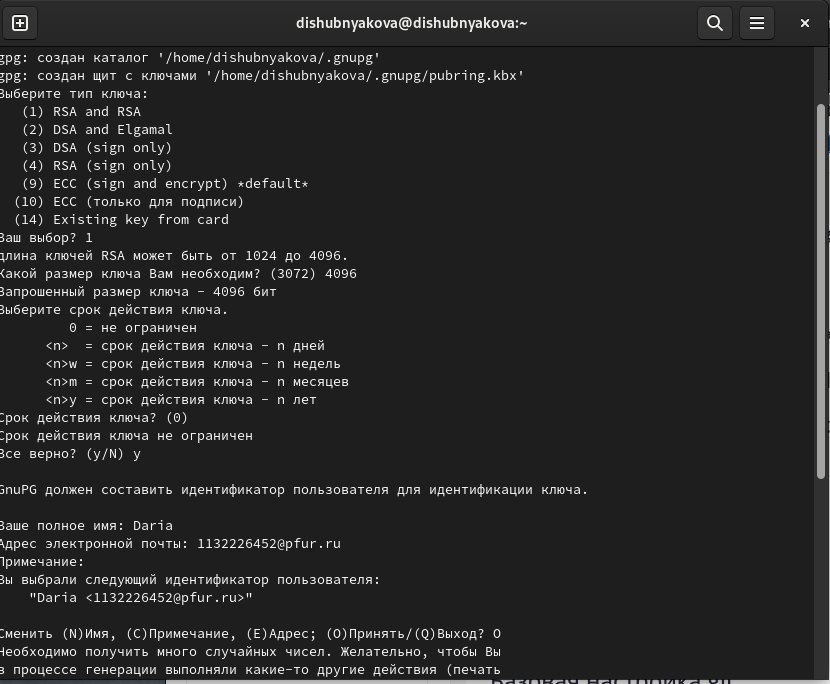 dishubnyakova@dishubnyakova:~
gpg: создан каталог '/home/dishubnyakova/.gnupg'
gpg: создан щит с ключами '/home/dishubnyakova/.gnupg/pubring.kbx'
Выберите тип ключа:
   (1) RSA and RSA
   (2) DSA and Elgamal
   (3) DSA (sign only)
   (4) RSA (sign only)
   (9) ECC (sign and encrypt) *default*
  (10) ECC (только для подписи)
  (14) Existing key from card
Ваш выбор? 1
длина ключей RSA может быть от 1024 до 4096.
Какой размер ключа Вам необходим? (3072) 4096
Запрошенный размер ключа - 4096 бит
Выберите срок действия ключа.
         0 = не ограничен
      <n>  = срок действия ключа - n дней
      <n>w = срок действия ключа - n недель
      <n>m = срок действия ключа - n месяцев
      <n>y = срок действия ключа - n лет
Срок действия ключа? (0)
Срок действия ключа не ограничен
Все верно? (y/N) y
GnuPG должен составить идентификатор пользователя для идентификации ключа.
Ваше полное имя: Daria
Адрес электронной почты: 1132226452@pfur.ru
Примечание:
Вы выбрали следующий идентификатор пользователя:
    "Daria <1132226452@pfur.ru>"
Сменить (N)Имя, (C)Примечание, (E)Адрес; (O)Принять/(Q)Выход? O
Необходимо получить много случайных чисел. Желательно, чтобы Вы
в процессе генерации выполняли какие-то другие действия (печать